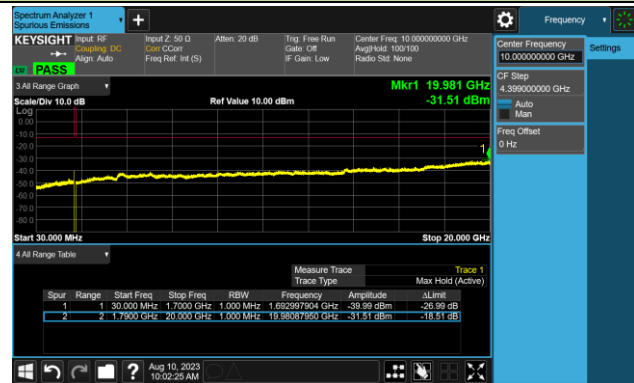 Spectrum Analyzer 1
Spurious Emissions
Frequency
KEYSIGHT
Input: RF
Coupling: DC
Align: Auto
Input Z: 50 Ω
Corr CCorr
Freq Ref: Int (S)
Atten: 20 dB
Trig: Free Run
Gate: Off
IF Gain: Low
Center Freq: 10.000000000 GHz
Avg|Hold: 100/100
Radio Std: None
PASS
Center Frequency
10.000000000 GHz
Settings
CF Step
4.399000000 GHz
Auto
Man
Freq Offset
0 Hz
3 All Range Graph
Mkr1 19.981 GHz
Scale/Div 10.0 dB
Ref Value 10.00 dBm
-31.51 dBm
Log
0.00
-10.0
-20.0
-30.0
-40.0
-50.0
-60.0
-70.0
-80.0
1
Start 30.000 MHz
Stop 20.000 GHz
4 All Range Table
Measure Trace Trace 1
Trace Type Max Hold (Active)
Spur Range Start Freq Stop Freq RBW Frequency Amplitude ΔLimit
1 1 30.000 MHz 1.7000 GHz 1.000 MHz 1.692997904 GHz -39.99 dBm -26.99 dB
2 2 1.7900 GHz 20.000 GHz 1.000 MHz 19.98087950 GHz -31.51 dBm -18.51 dB
?
Aug 10, 2023
10:02:25 AM